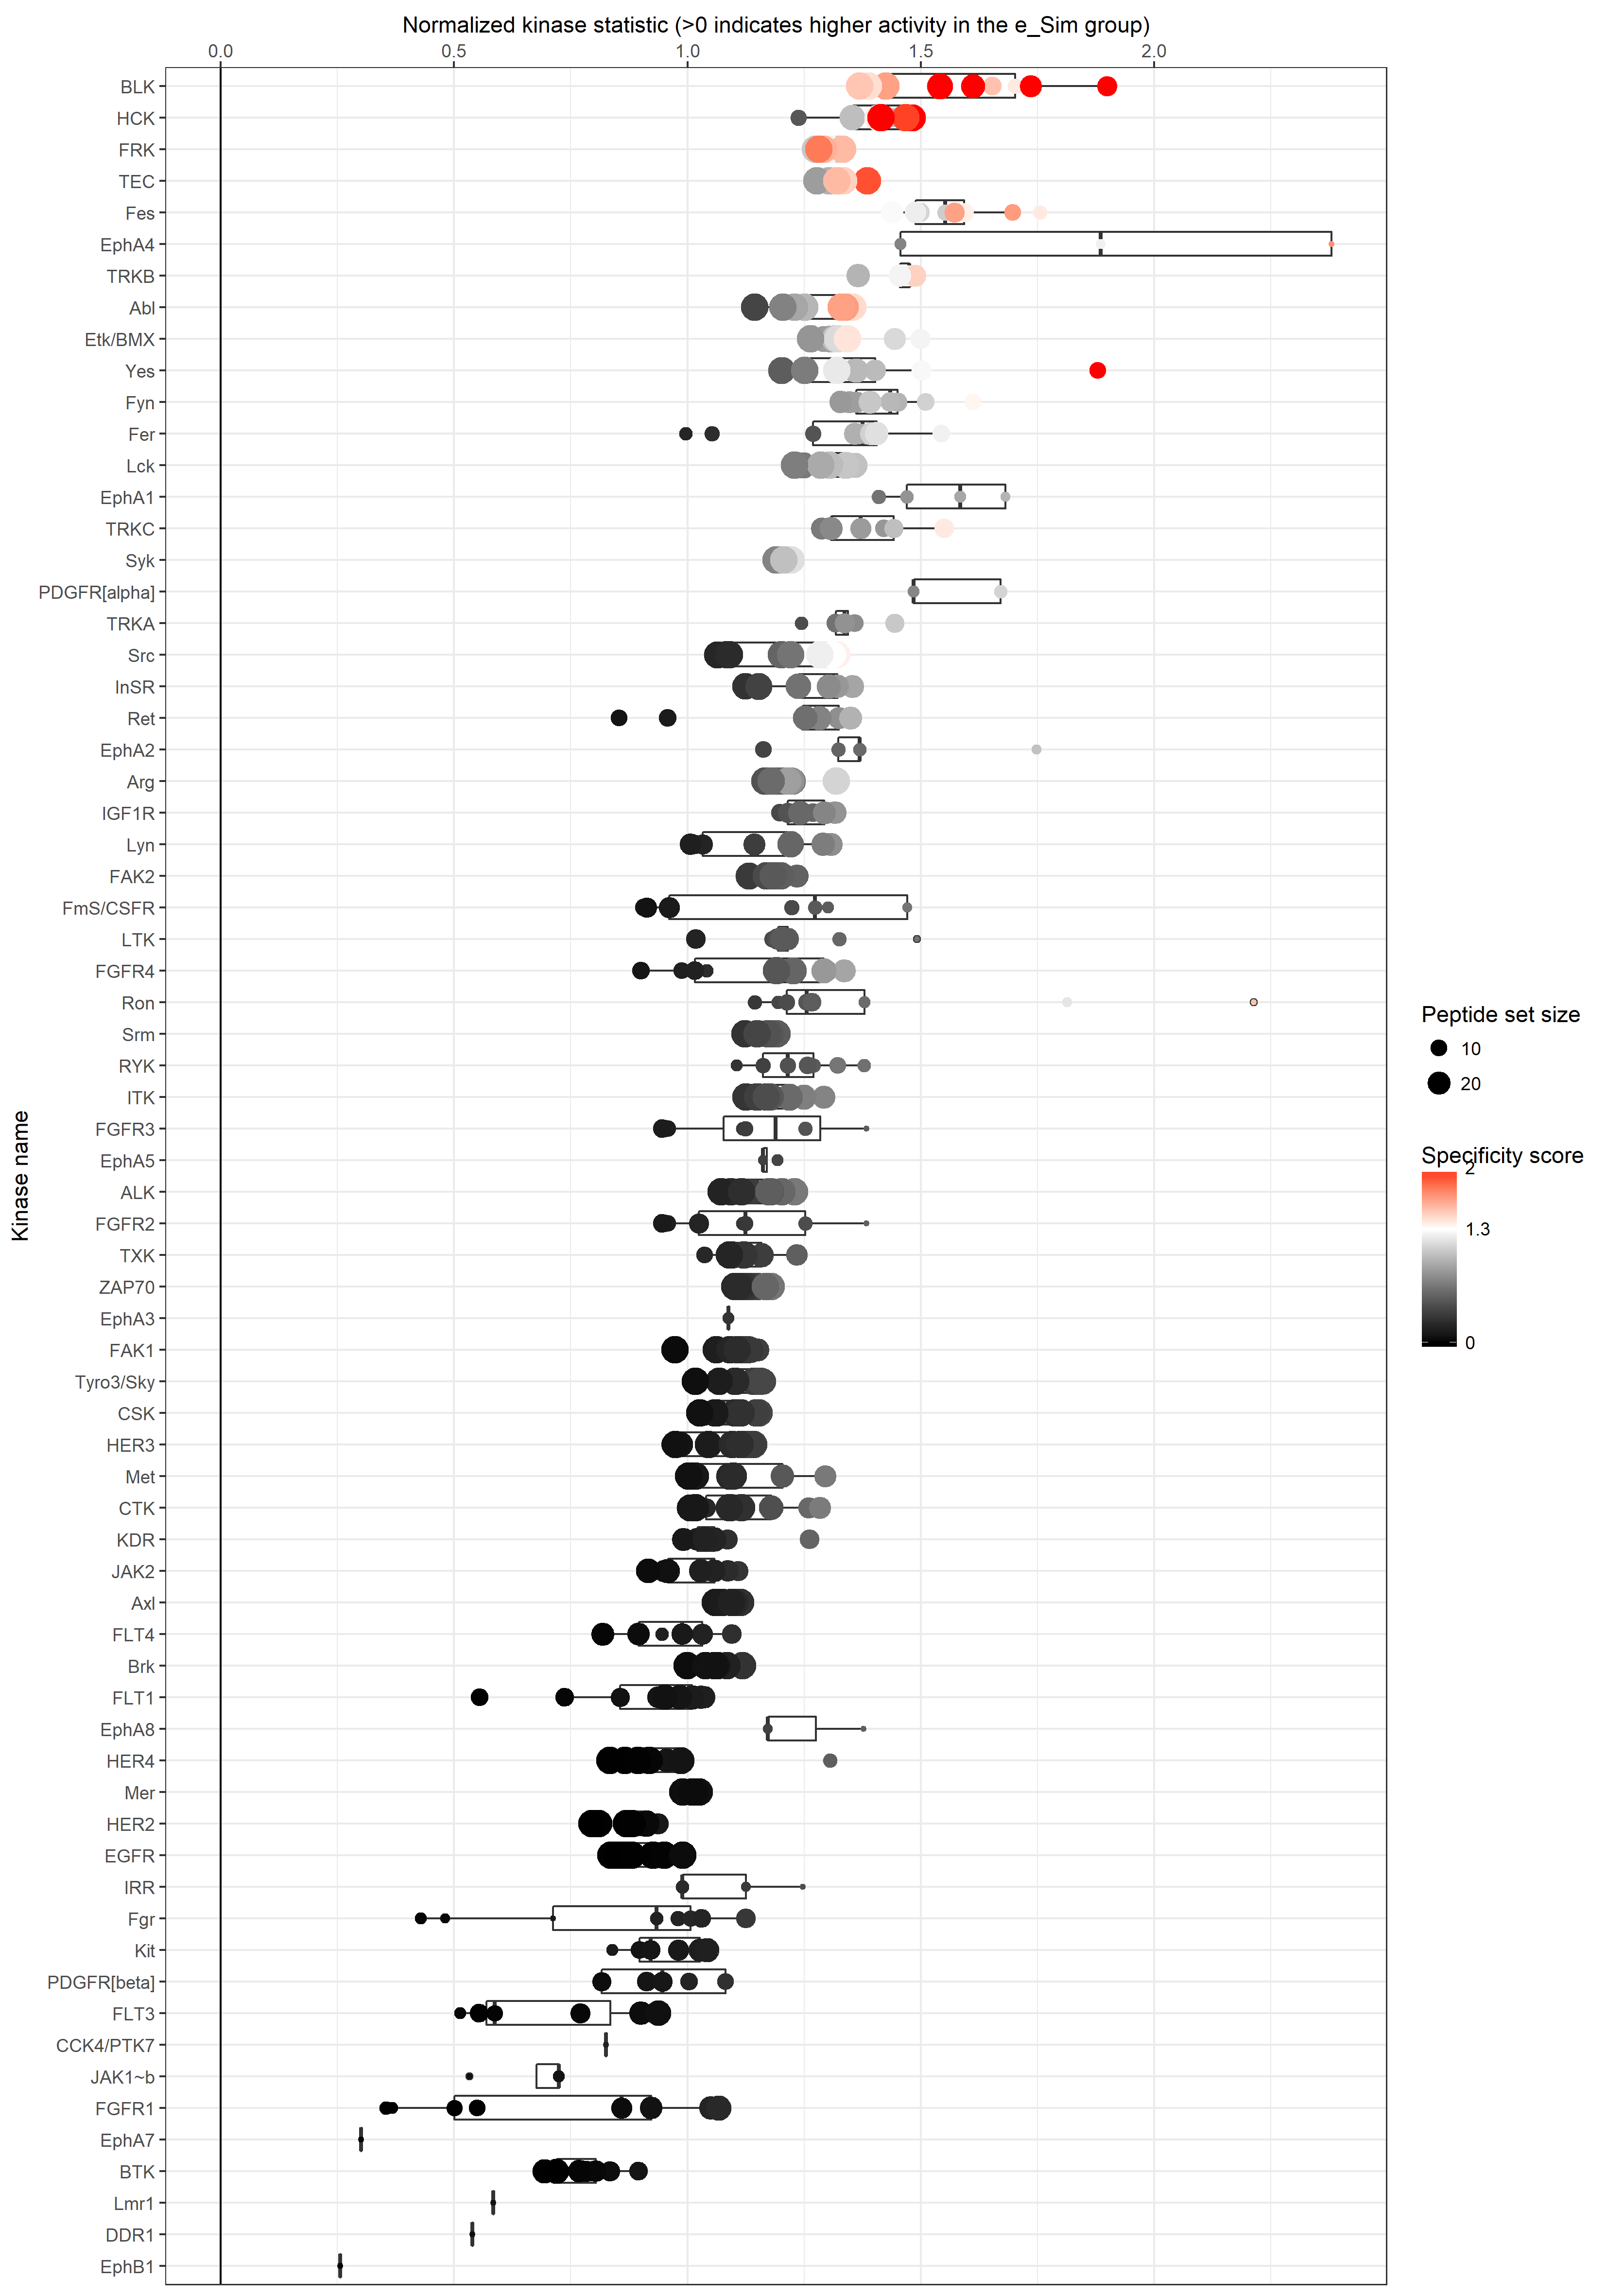 Normalized kinase statistic (>0 indicates higher activity in the e_Sim group)
0.0 0.5 1.0 1.5 2.0
Kinase name
BLK
HCK
FRK
TEC
Fes
EphA4
TRKB
Abl
Etk/BMX
Yes
Fyn
Fer
Lck
EphA1
TRKC
Syk
PDGFR[alpha]
TRKA
Src
InSR
Ret
EphA2
Arg
IGF1R
Lyn
FAK2
FmS/CSFR
LTK
FGFR4
Ron
Srm
RYK
ITK
FGFR3
EphA5
ALK
FGFR2
TXK
ZAP70
EphA3
FAK1
Tyro3/Sky
CSK
HER3
Met
CTK
KDR
JAK2
Axl
FLT4
Brk
FLT1
EphA8
HER4
Mer
HER2
EGFR
IRR
Fgr
Kit
PDGFR[beta]
FLT3
CCK4/PTK7
JAK1~b
FGFR1
EphA7
BTK
Lmr1
DDR1
EphB1
Peptide set size
10
20
Specificity score
2
1.3
0